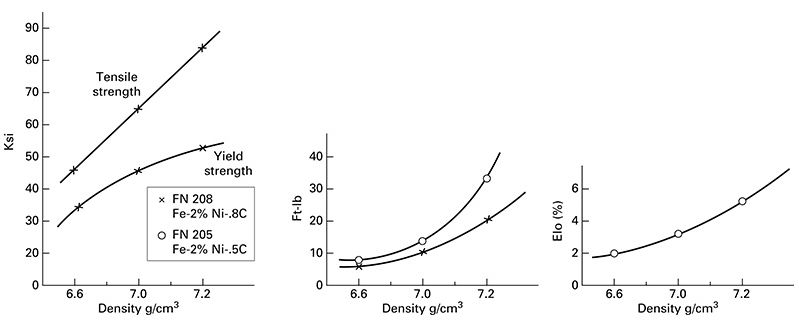 90
80
70
60
50
40
30
20
0
Ksi
Tensile
strength
Yield
strength
× FN 208
Fe-2% Ni-.8C
○ FN 205
Fe-2% Ni-.5C
6.6 7.0 7.2
Density g/cm³
40
30
20
10
0
Ft-lb
6.6 7.0 7.2
Density g/cm³
6
4
2
0
Elo (%)
6.6 7.0 7.2
Density g/cm³